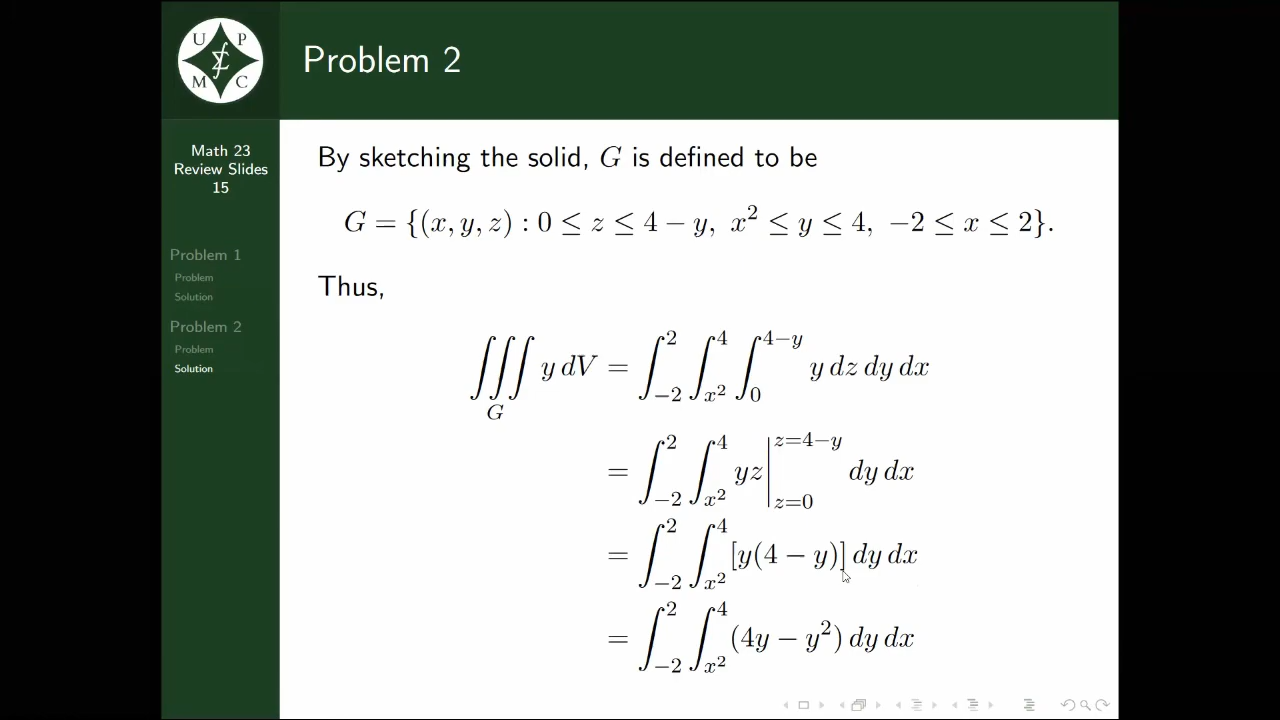 U P
M C
Problem 2
Math 23
Review Slides
15
Problem 1
Problem
Solution
Problem 2
Problem
Solution
By sketching the solid, G is defined to be
G = {(x, y, z) : 0 ≤ z ≤ 4 − y, x² ≤ y ≤ 4, −2 ≤ x ≤ 2}.
Thus,
∭_G y dV = ∫_{−2}^{2} ∫_{x²}^{4} ∫_{0}^{4−y} y dz dy dx
= ∫_{−2}^{2} ∫_{x²}^{4} yz |_{z=0}^{z=4−y} dy dx
= ∫_{−2}^{2} ∫_{x²}^{4} [y(4 − y)] dy dx
= ∫_{−2}^{2} ∫_{x²}^{4} (4y − y²) dy dx